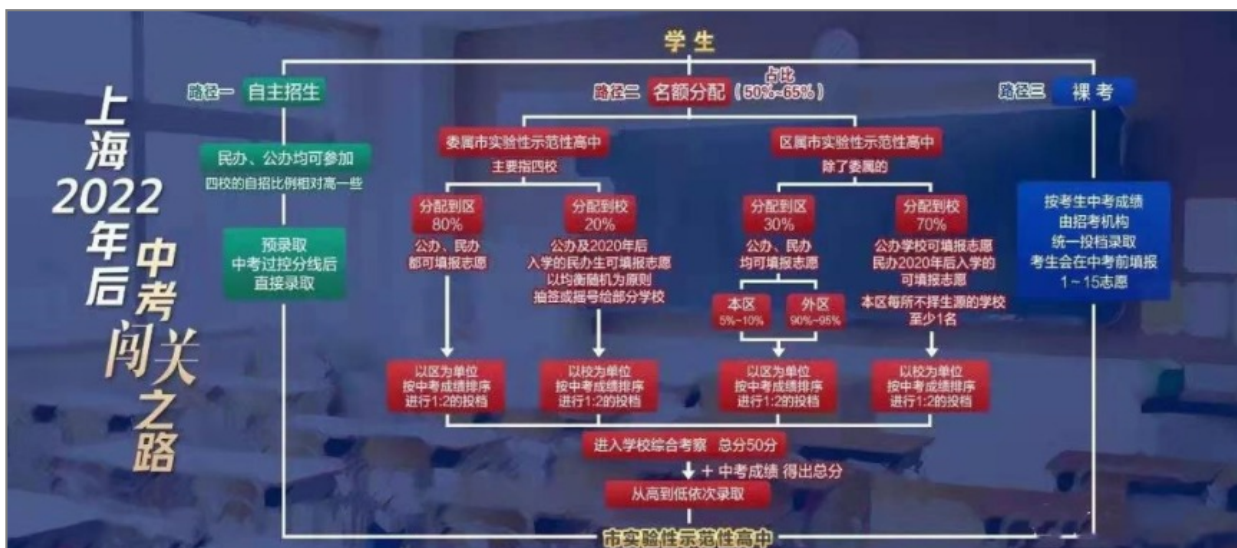 上海
2022
年后
中考
闯关
之路
学生
路径一 自主招生
民办、公办均可参加
四校的自招比例相对高一些
预录取
中考过控分线后
直接录取
路径二 名额分配 占比
(50%~65%)
委属市实验性示范性高中
主要指四校
分配到区
80%
公办、民办
都可填报志愿
以区为单位
按中考成绩排序
进行1:2的投档
分配到校
20%
公办及2020年后
入学的民办生可填报志愿
以均衡随机为原则
抽签或摇号给部分学校
以校为单位
按中考成绩排序
进行1:2的投档
区属市实验性示范性高中
除了委属的
分配到区
30%
公办、民办
均可填报志愿
本区
5%~10%
外区
90%~95%
以区为单位
按中考成绩排序
进行1:2的投档
分配到校
70%
公办学校可填报志愿
民办2020年后入学的
可填报志愿
本区每所不择生源的学校
至少1名
以校为单位
按中考成绩排序
进行1:2的投档
进入学校综合考察 总分50分
+ 中考成绩 得出总分
从高到低依次录取
路径三 裸考
按考生中考成绩
由招考机构
统一投档录取
考生会在中考前填报
1~15志愿
市实验性示范性高中